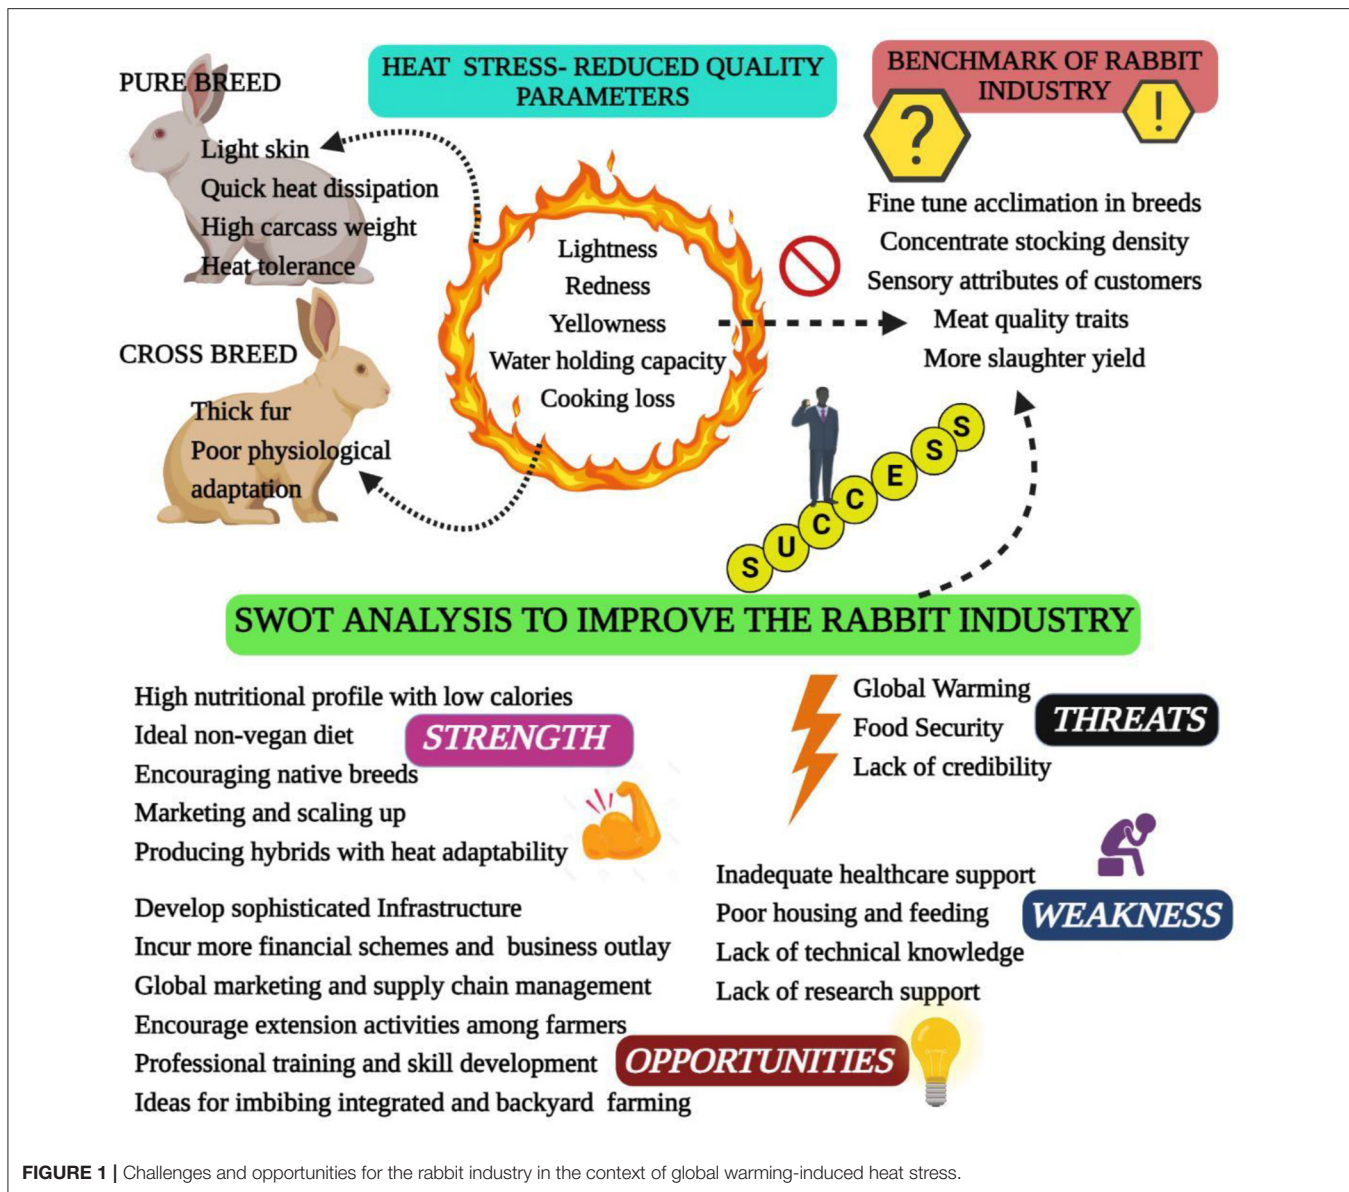 PURE BREED
Light skin
Quick heat dissipation
High carcass weight
Heat tolerance
CROSS BREED
Thick fur
Poor physiological
adaptation
HEAT STRESS- REDUCED QUALITY
PARAMETERS
Lightness
Redness
Yellowness
Water holding capacity
Cooking loss
BENCHMARK OF RABBIT
INDUSTRY
?
!
Fine tune acclimation in breeds
Concentrate stocking density
Sensory attributes of customers
Meat quality traits
More slaughter yield
SUCCESS
SWOT ANALYSIS TO IMPROVE THE RABBIT INDUSTRY
High nutritional profile with low calories
Ideal non-vegan diet
Encouraging native breeds
Marketing and scaling up
Producing hybrids with heat adaptability
STRENGTH
Global Warming
Food Security
Lack of credibility
THREATS
Inadequate healthcare support
Poor housing and feeding
Lack of technical knowledge
Lack of research support
WEAKNESS
Develop sophisticated Infrastructure
Incur more financial schemes and business outlay
Global marketing and supply chain management
Encourage extension activities among farmers
Professional training and skill development
Ideas for imbibing integrated and backyard farming
OPPORTUNITIES
FIGURE 1 | Challenges and opportunities for the rabbit industry in the context of global warming-induced heat stress.